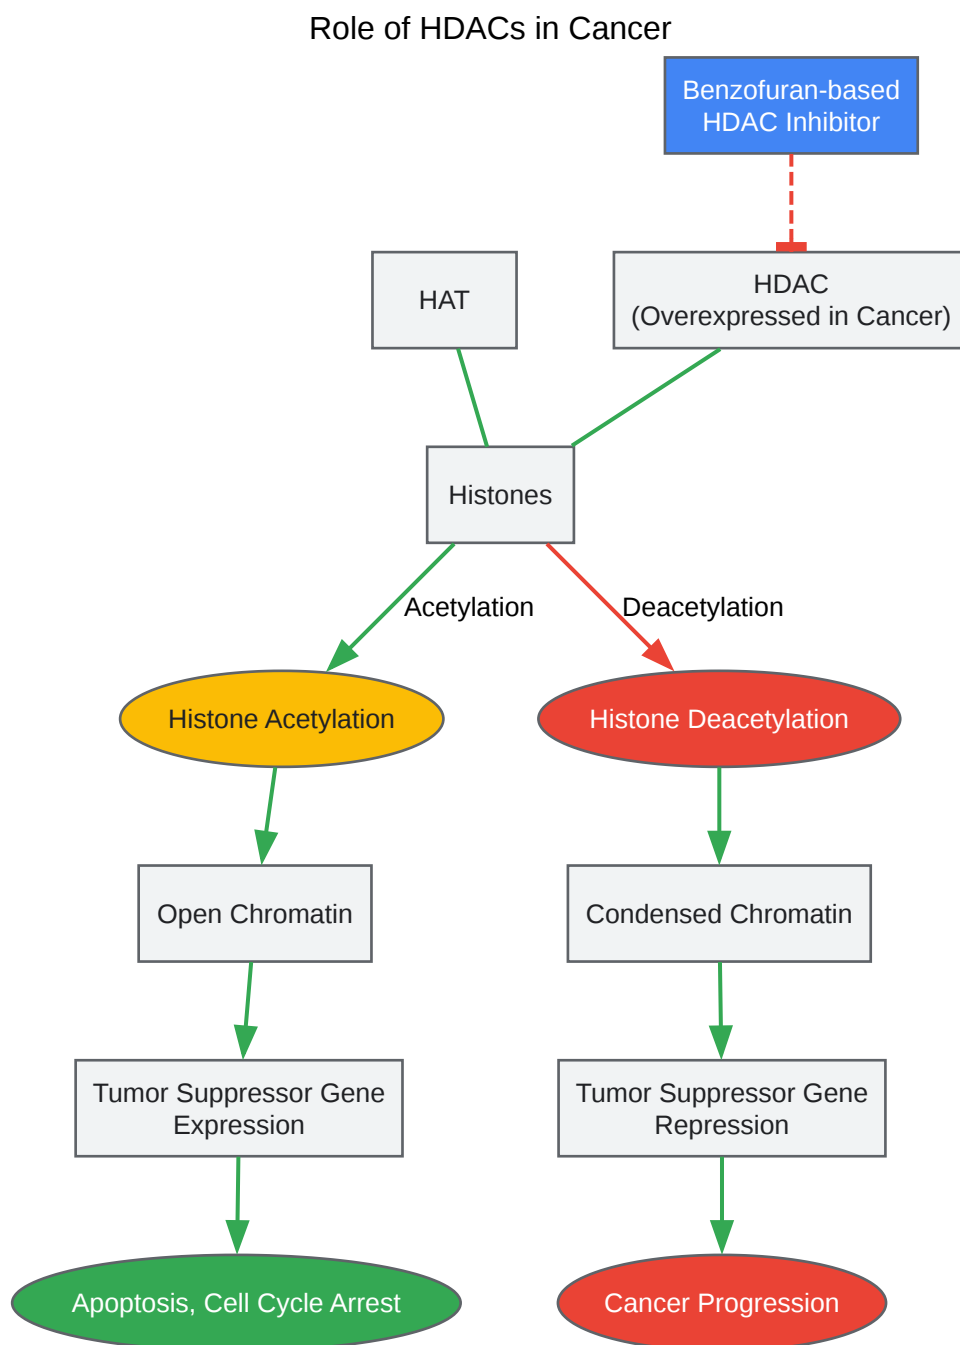 Role of HDACs in Cancer
Benzofuran-based
HDAC Inhibitor
HAT
HDAC
(Overexpressed in Cancer)
Histones
Acetylation
Deacetylation
Histone Acetylation
Histone Deacetylation
Open Chromatin
Condensed Chromatin
Tumor Suppressor Gene
Expression
Tumor Suppressor Gene
Repression
Apoptosis, Cell Cycle Arrest
Cancer Progression